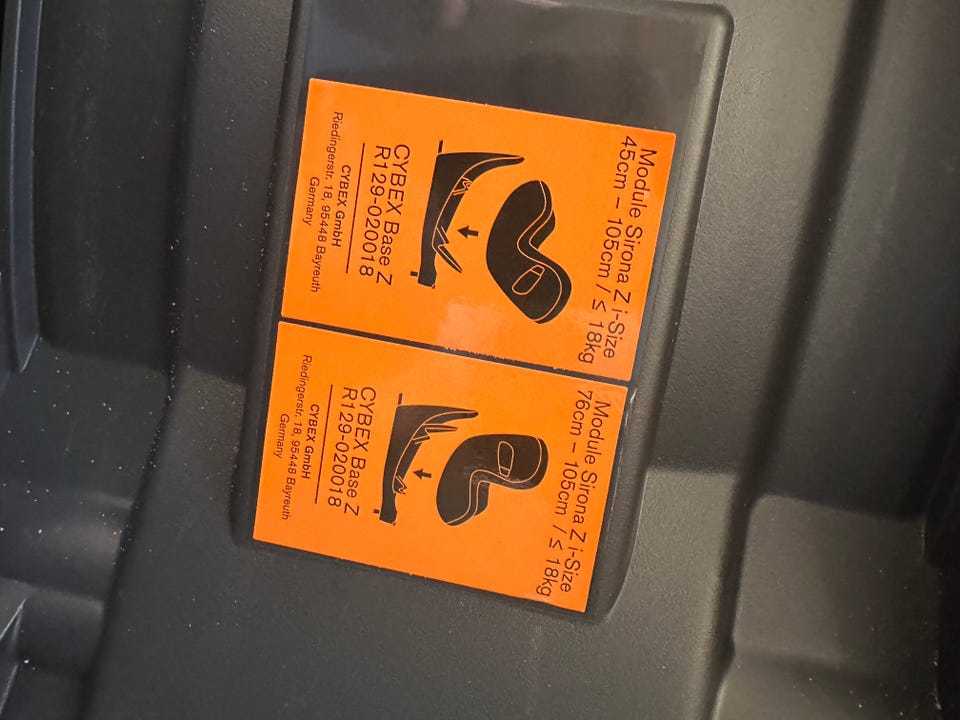 Module Sirona Z i-Size
45cm – 105cm / ≤ 18kg
CYBEX Base Z
R129-020018
CYBEX GmbH
Riedingerstr. 18, 95448 Bayreuth
Germany
Module Sirona Z i-Size
76cm – 105cm / ≤ 18kg
CYBEX Base Z
R129-020018
CYBEX GmbH
Riedingerstr. 18, 95448 Bayreuth
Germany